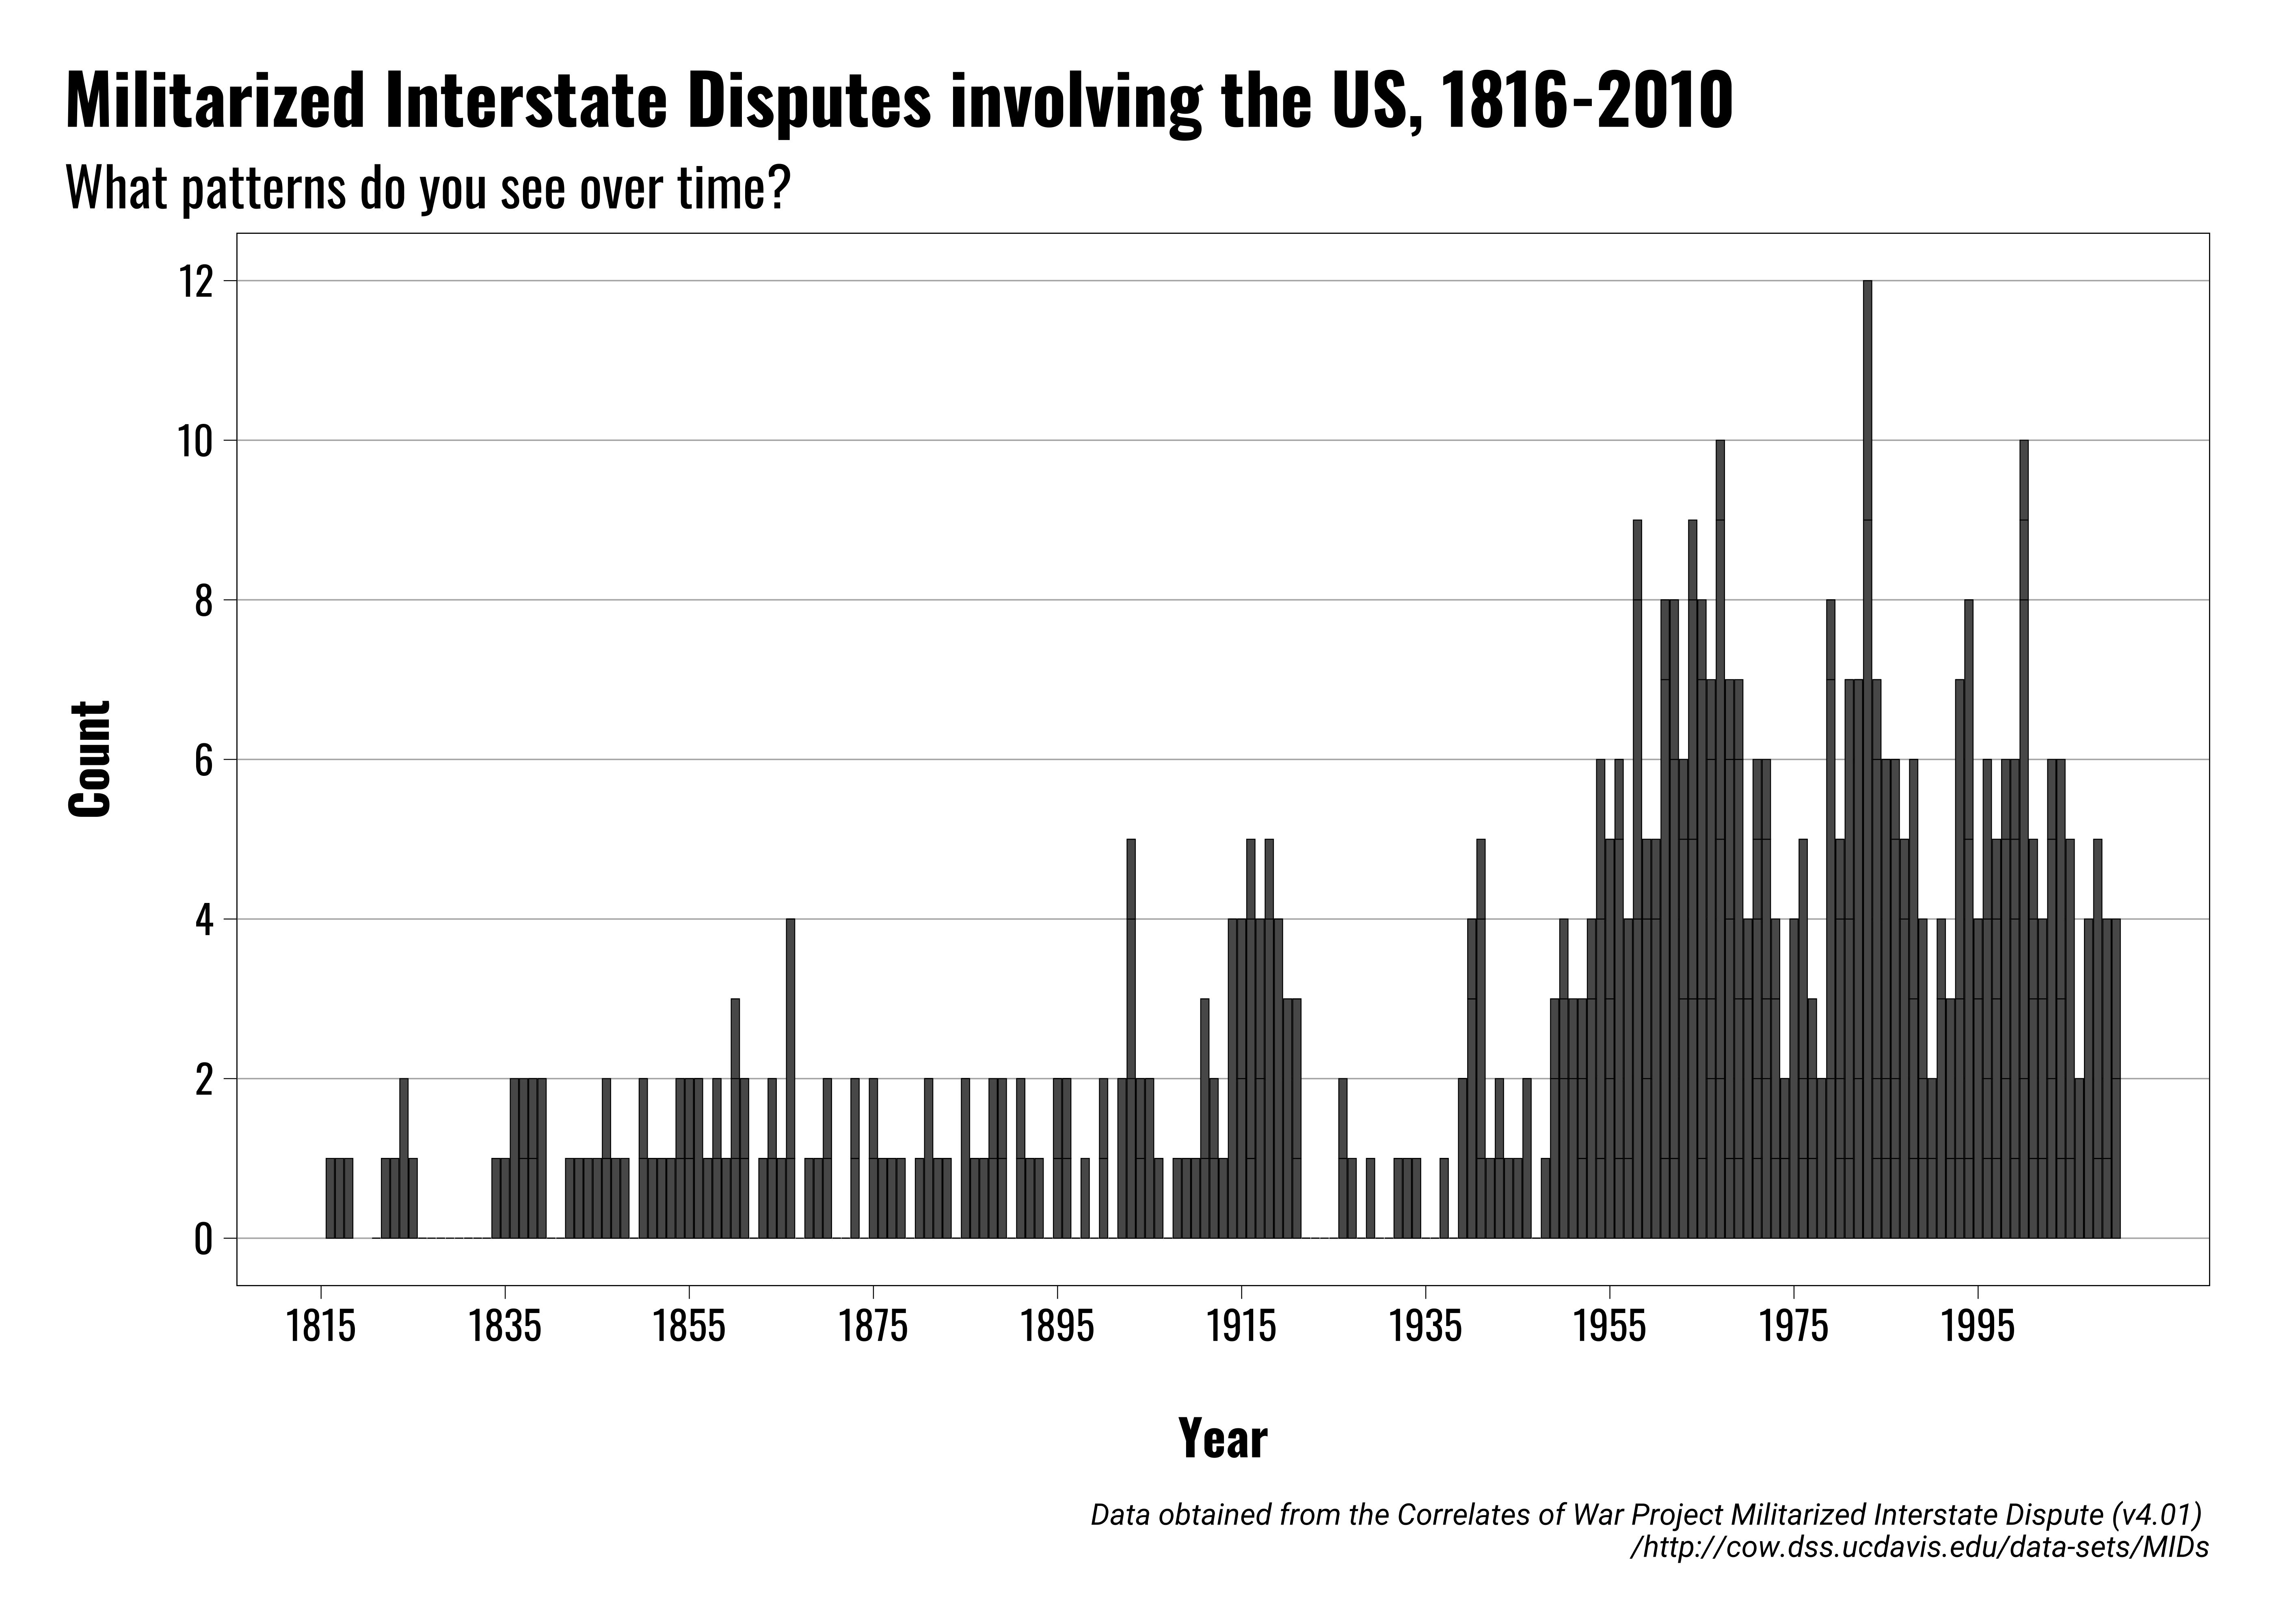 Militarized Interstate Disputes involving the US, 1816-2010
What patterns do you see over time?
12
10
8
6
4
2
0
Count
1815 1835 1855 1875 1895 1915 1935 1955 1975 1995
Year
Data obtained from the Correlates of War Project Militarized Interstate Dispute (v4.01)
/http://cow.dss.ucdavis.edu/data-sets/MIDs